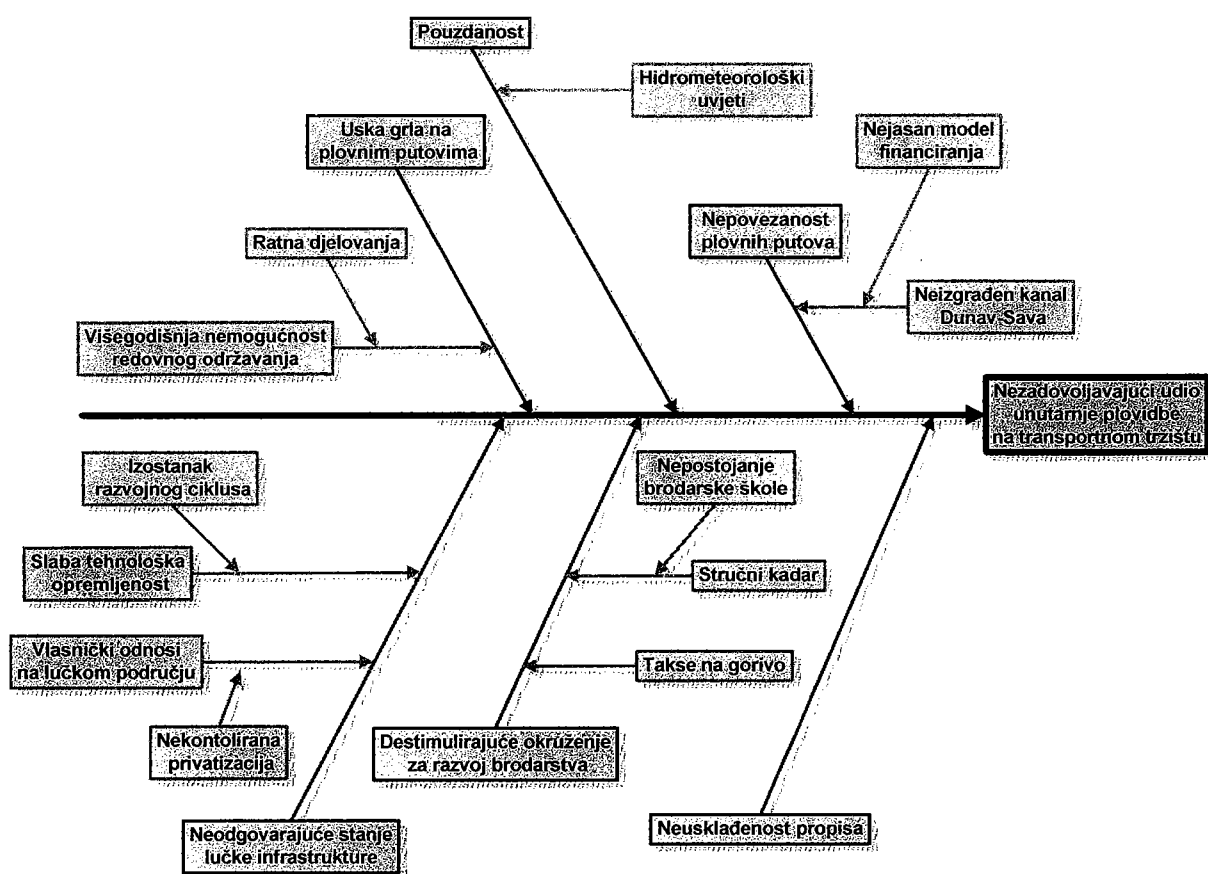 Pouzdanost
Hidrometeorološki
uvjeti
Uska grla na
plovnim putovima
Nejasan model
financiranja
Ratna djelovanja
Nepovezanost
plovnih putova
Neizgrađen kanal
Dunav-Sava
Višegodišnja nemogućnost
redovnog održavanja
Nezadovoljavajući udio
unutarnje plovidbe
na transportnom tržištu
Izostanak
razvojnog ciklusa
Nepostojanje
brodarske škole
Slaba tehnološka
opremljenost
Stručni kadar
Vlasnički odnosi
na lučkom području
Takse na gorivo
Nekontolirana
privatizacija
Destimulirajuće okruženje
za razvoj brodarstva
Neodgovarajuće stanje
lučke infrastrukture
Neusklađenost propisa